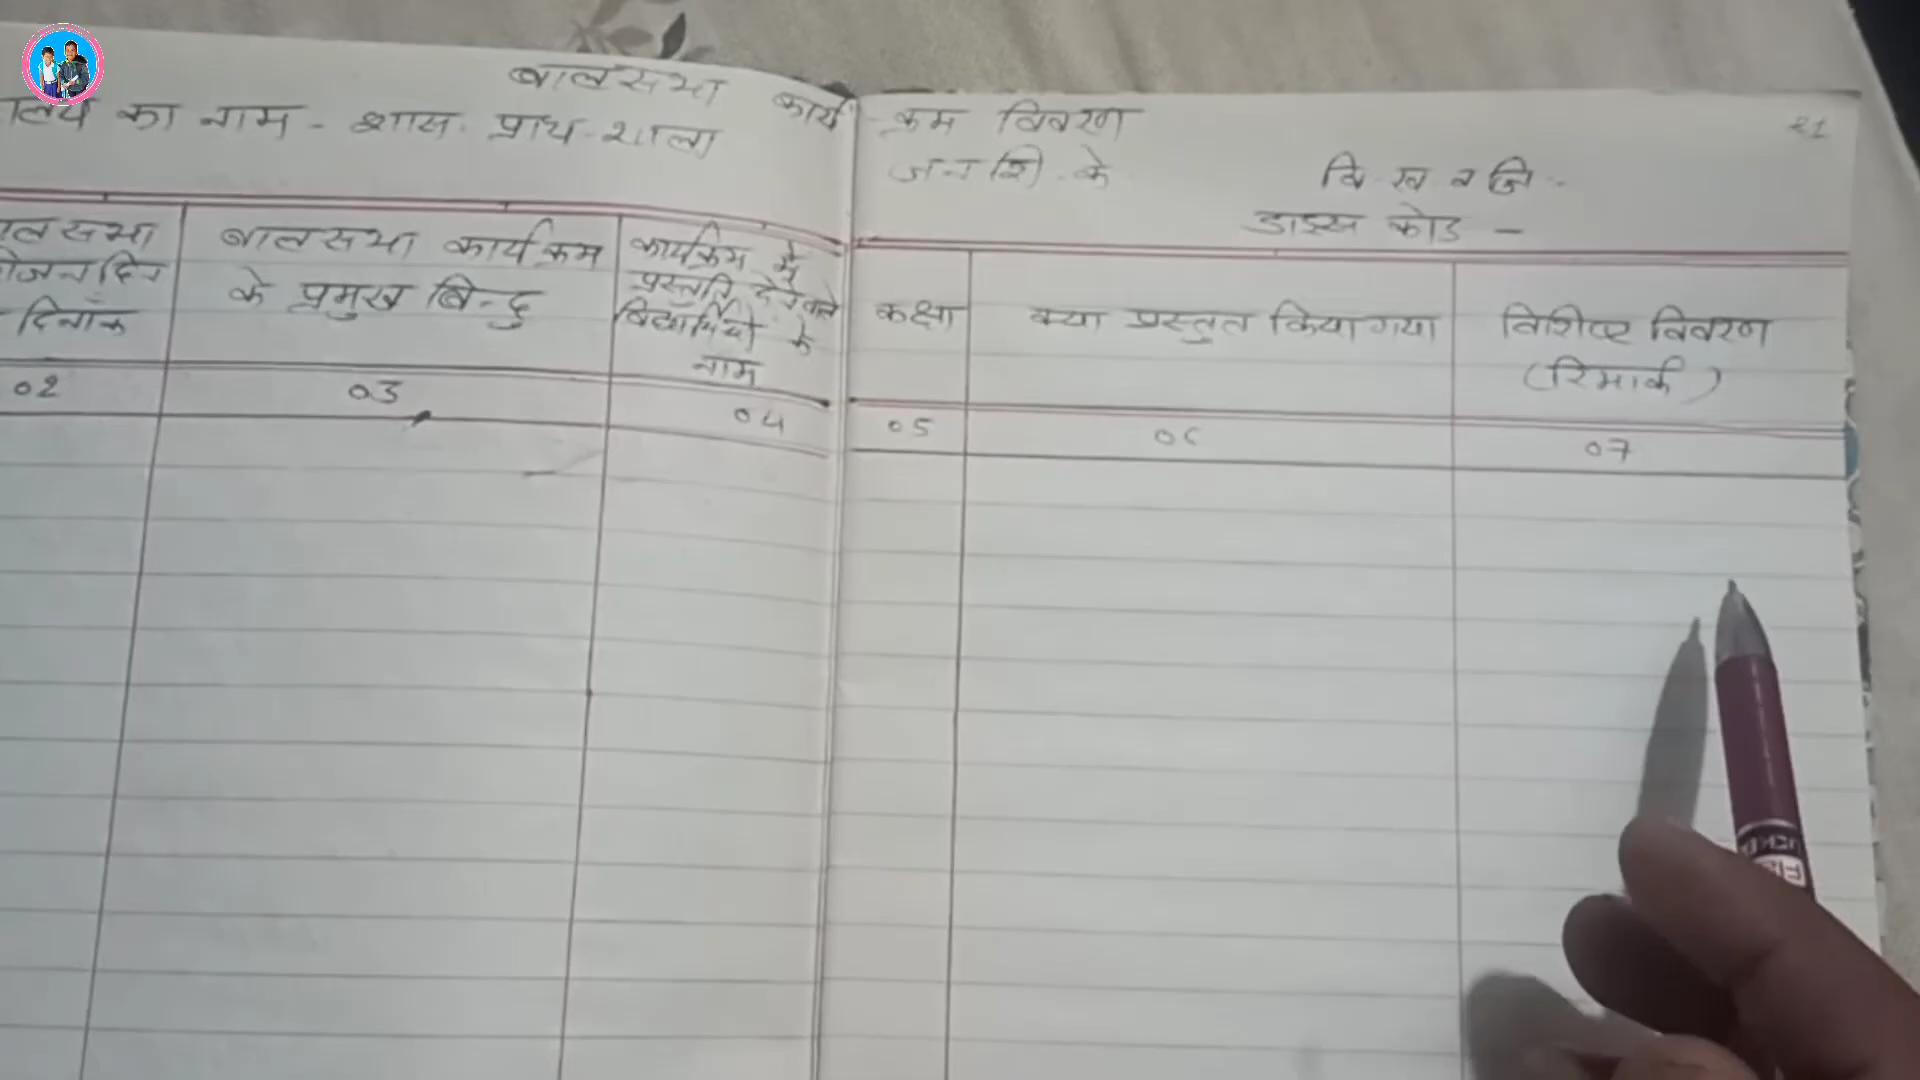 बालसभा कार्यक्रम विवरण
21
का नाम - शास. प्राथ. शाला
जन शि. के
वि. ख व जि.
डाइस कोड -
बालसभा कार्यक्रम
के प्रमुख बिन्दु
कार्यक्रम में
प्रस्तुति देने वाले
विद्यार्थियों के
नाम
कक्षा
क्या प्रस्तुत किया गया
विशिष्ट विवरण
(रिमार्क)
दिनांक
02
03
04
05
06
07